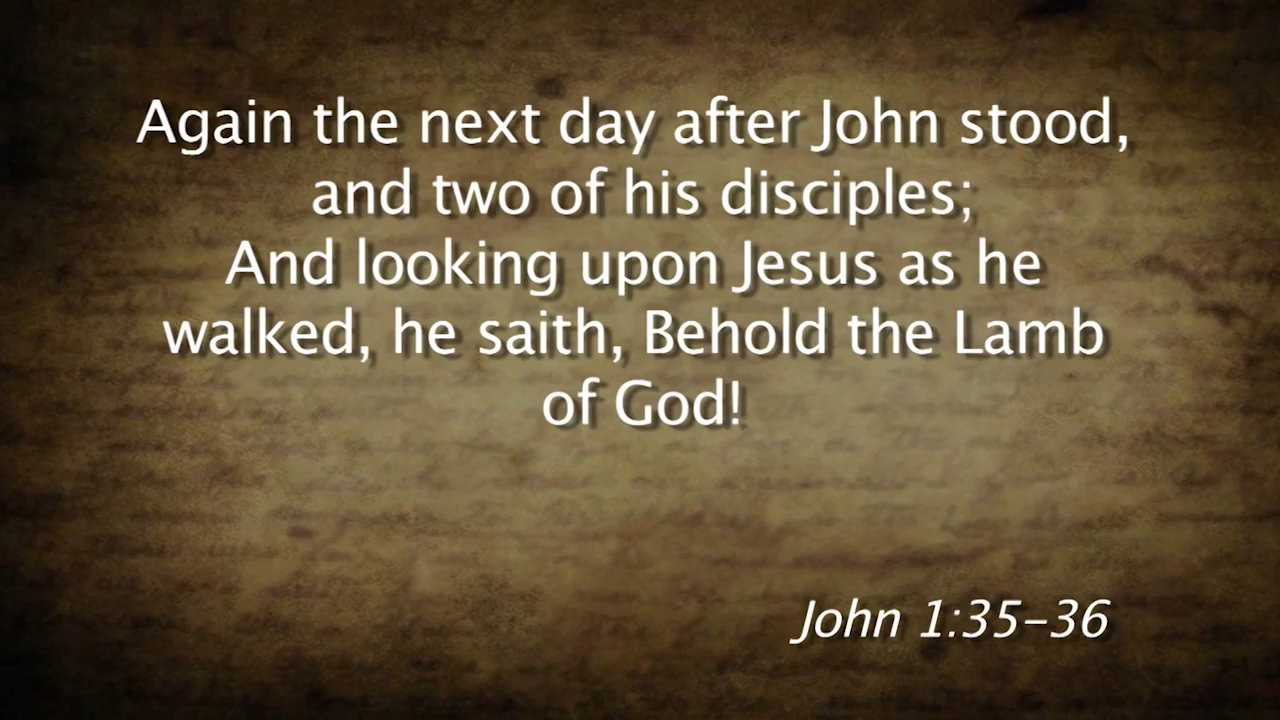 Again the next day after John stood,
and two of his disciples;
And looking upon Jesus as he
walked, he saith, Behold the Lamb
of God!
John 1:35-36